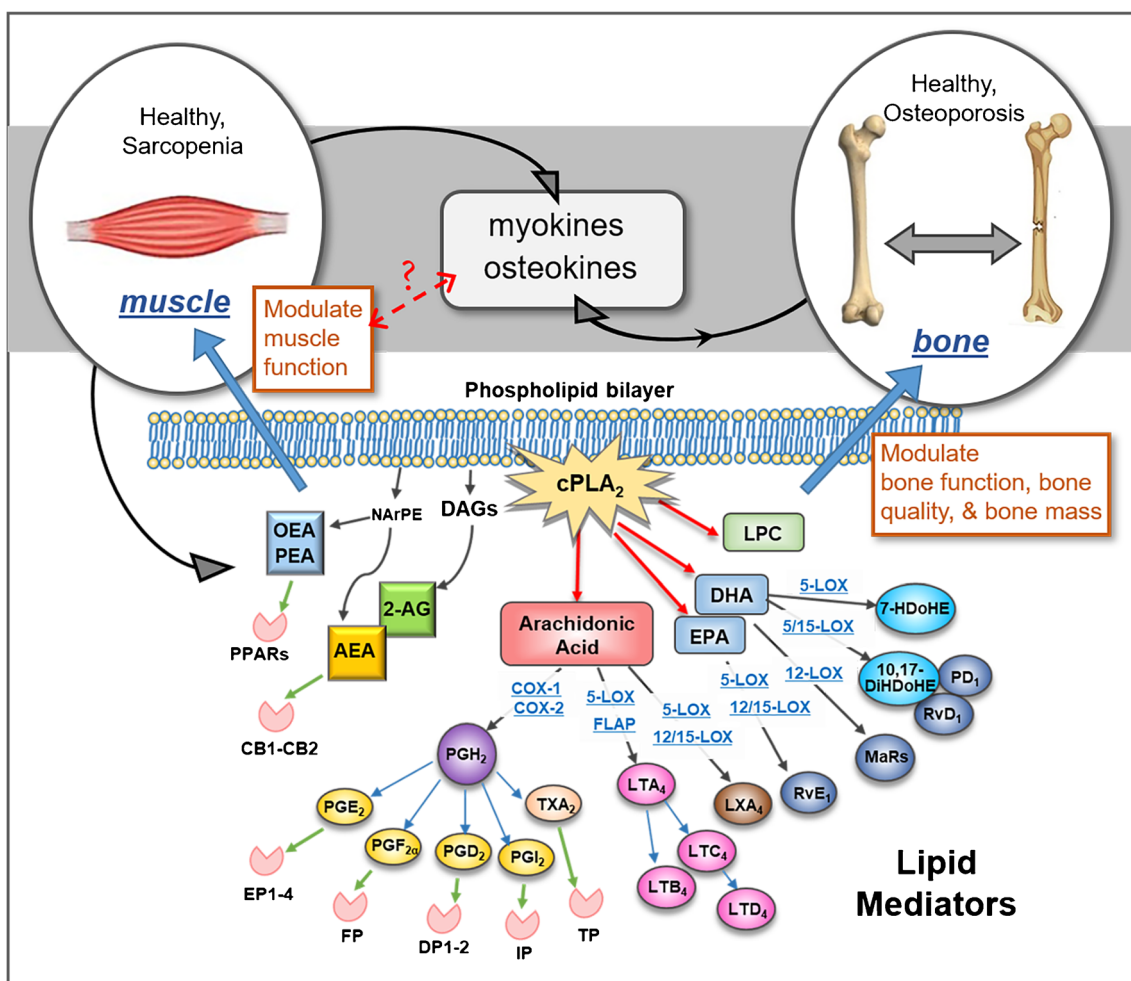 Healthy,
Sarcopenia
muscle
Healthy,
Osteoporosis
bone
myokines
osteokines
?
Modulate
muscle
function
Phospholipid bilayer
Modulate
bone function, bone
quality, & bone mass
cPLA₂
NArPE
DAGs
OEA
PEA
2-AG
AEA
PPARs
CB1-CB2
LPC
DHA
EPA
Arachidonic
Acid
5-LOX
7-HDoHE
5/15-LOX
10,17-
DiHDoHE
PD₁
RvD₁
12-LOX
MaRs
5-LOX
12/15-LOX
RvE₁
COX-1
COX-2
5-LOX
FLAP
5-LOX
12/15-LOX
PGH₂
LTA₄
LXA₄
PGE₂
PGF₂α
PGD₂
PGI₂
TXA₂
LTC₄
LTB₄
LTD₄
EP1-4
FP
DP1-2
IP
TP
Lipid
Mediators